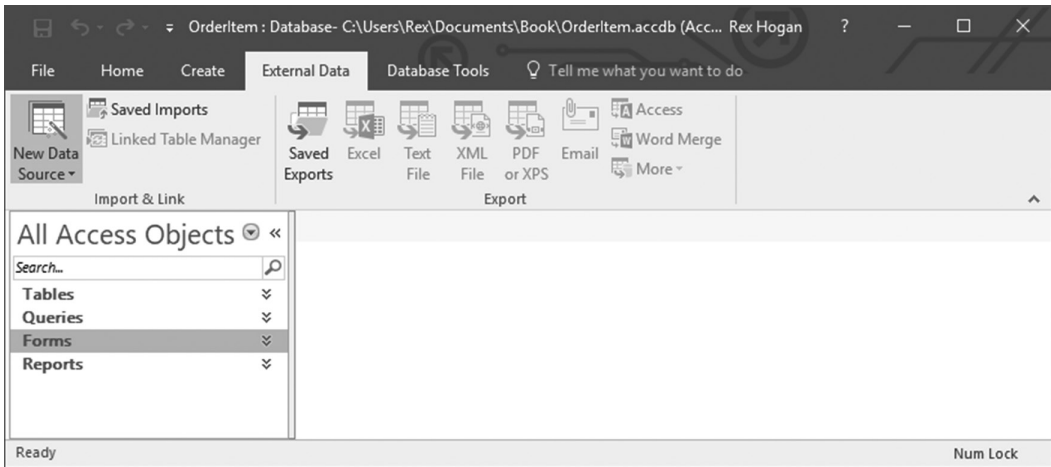 OrderItem : Database- C:\Users\Rex\Documents\Book\OrderItem.accdb (Acc... Rex Hogan ?
File Home Create External Data Database Tools Tell me what you want to do
New Data Source
Saved Imports
Linked Table Manager
Saved Exports
Excel
Text File
XML File
PDF or XPS
Email
Access
Word Merge
More
Import & Link Export
All Access Objects «
Search...
Tables
Queries
Forms
Reports
Ready Num Lock